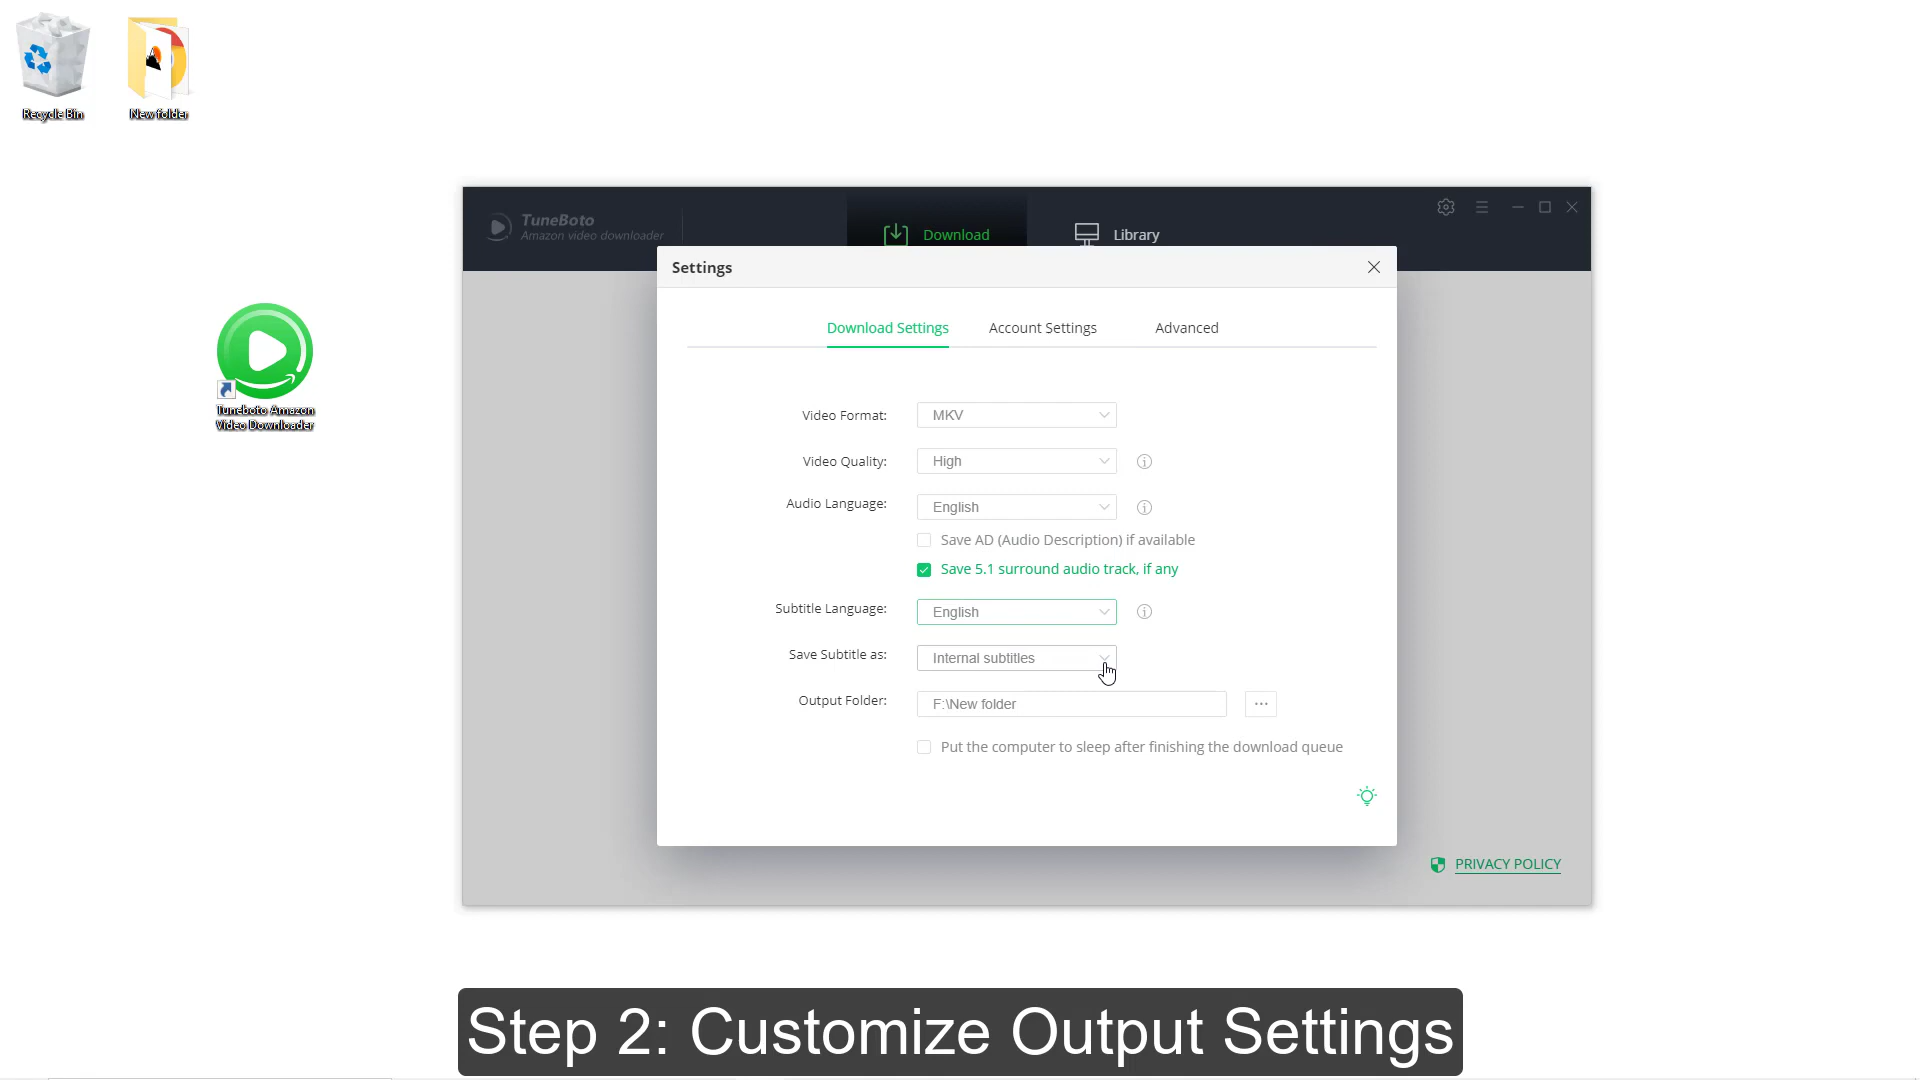 Recycle Bin
New folder
Tuneboto Amazon
Video Downloader
TuneBoto
Amazon video downloader
Download
Library
Settings
Download Settings
Account Settings
Advanced
Video Format:
MKV
Video Quality:
High
Audio Language:
English
Save AD (Audio Description) if available
Save 5.1 surround audio track, if any
Subtitle Language:
English
Save Subtitle as:
Internal subtitles
Output Folder:
F:\New folder
...
Put the computer to sleep after finishing the download queue
PRIVACY POLICY
Step 2: Customize Output Settings